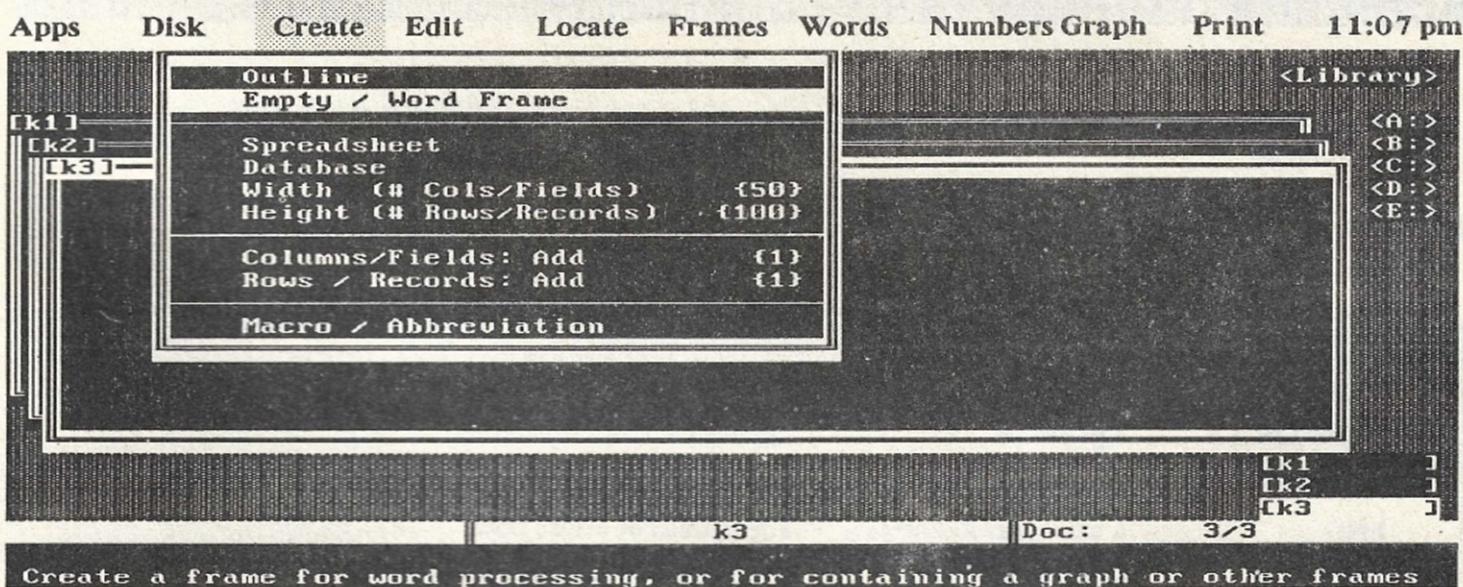 Apps Disk Create Edit Locate Frames Words Numbers Graph Print 11:07 pm
Outline
<Library>
Empty / Word Frame
[k1]
<A:>
[k2]
Spreadsheet
<B:>
[k3]
Database
<C:>
Width (# Cols/Fields) {50}
<D:>
Height (# Rows/Records) {100}
<E:>
Columns/Fields: Add {1}
Rows / Records: Add {1}
Macro / Abbreviation
[k1 ]
[k2 ]
[k3 ]
k3 Doc: 3/3
Create a frame for word processing, or for containing a graph or other frames